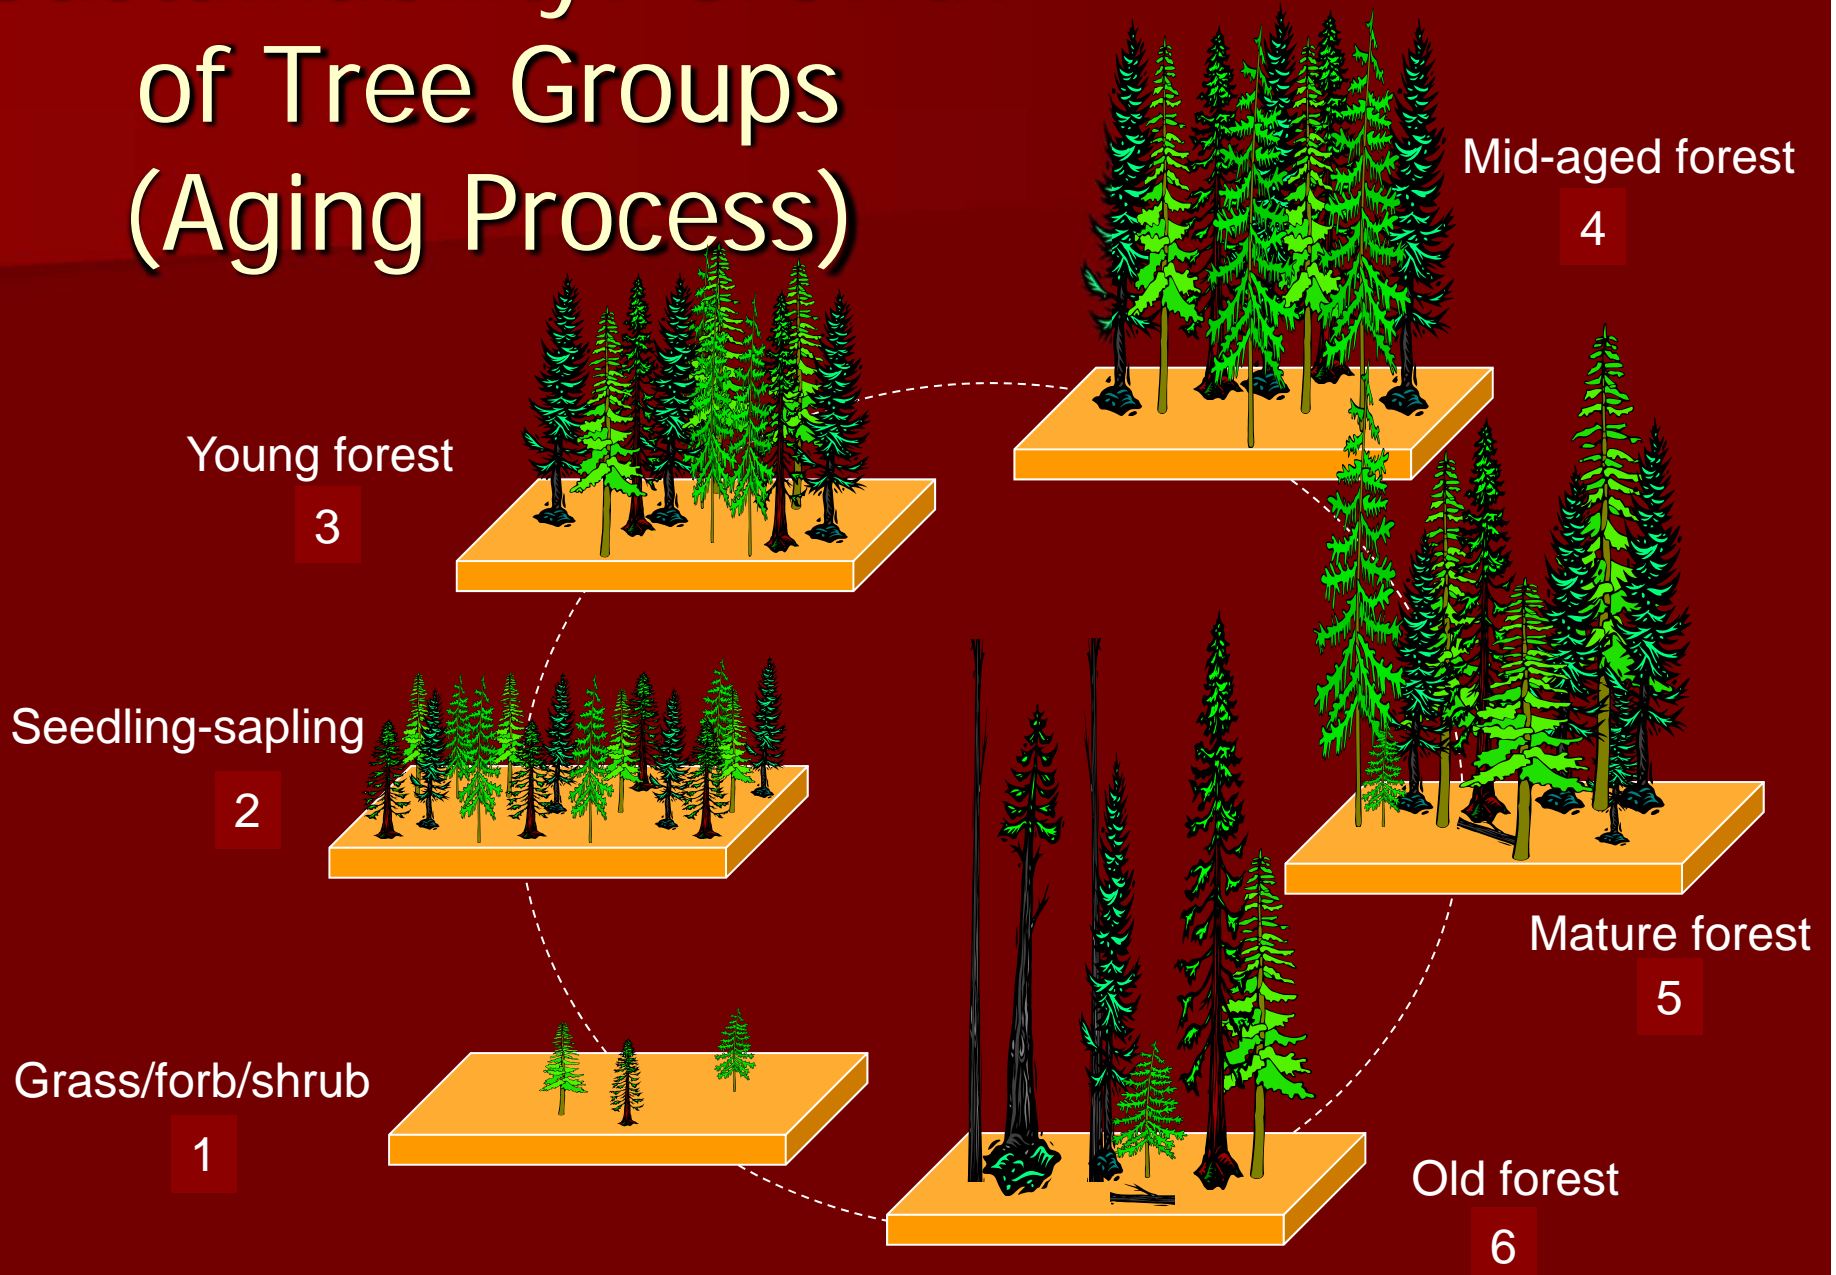 of Tree Groups
(Aging Process)
Mid-aged forest
4
Young forest
3
Seedling-sapling
2
Mature forest
5
Grass/forb/shrub
1
Old forest
6